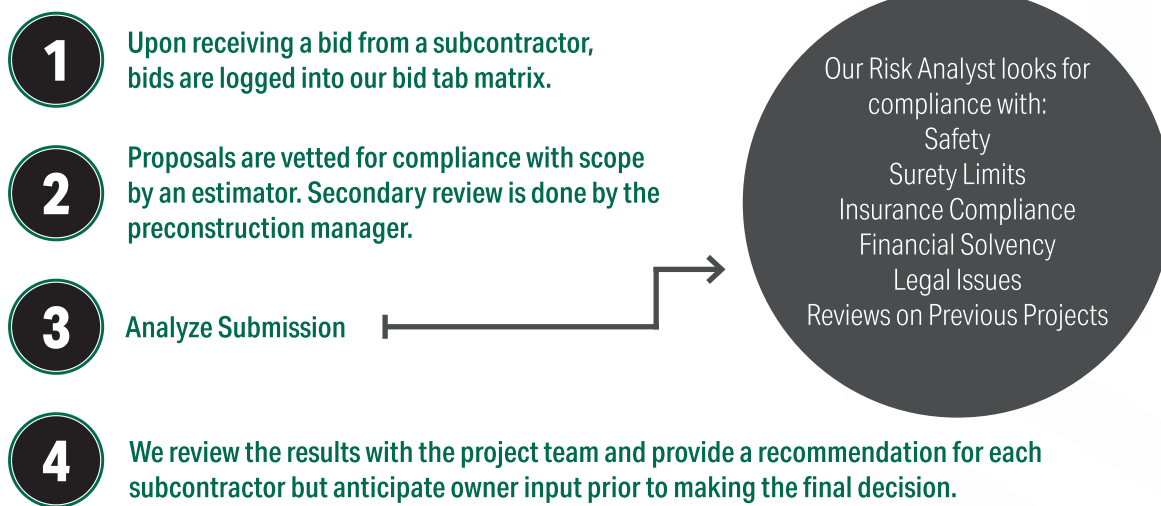 1
Upon receiving a bid from a subcontractor,
bids are logged into our bid tab matrix.
2
Proposals are vetted for compliance with scope
by an estimator. Secondary review is done by the
preconstruction manager.
3
Analyze Submission
Our Risk Analyst looks for
compliance with:
Safety
Surety Limits
Insurance Compliance
Financial Solvency
Legal Issues
Reviews on Previous Projects
4
We review the results with the project team and provide a recommendation for each
subcontractor but anticipate owner input prior to making the final decision.